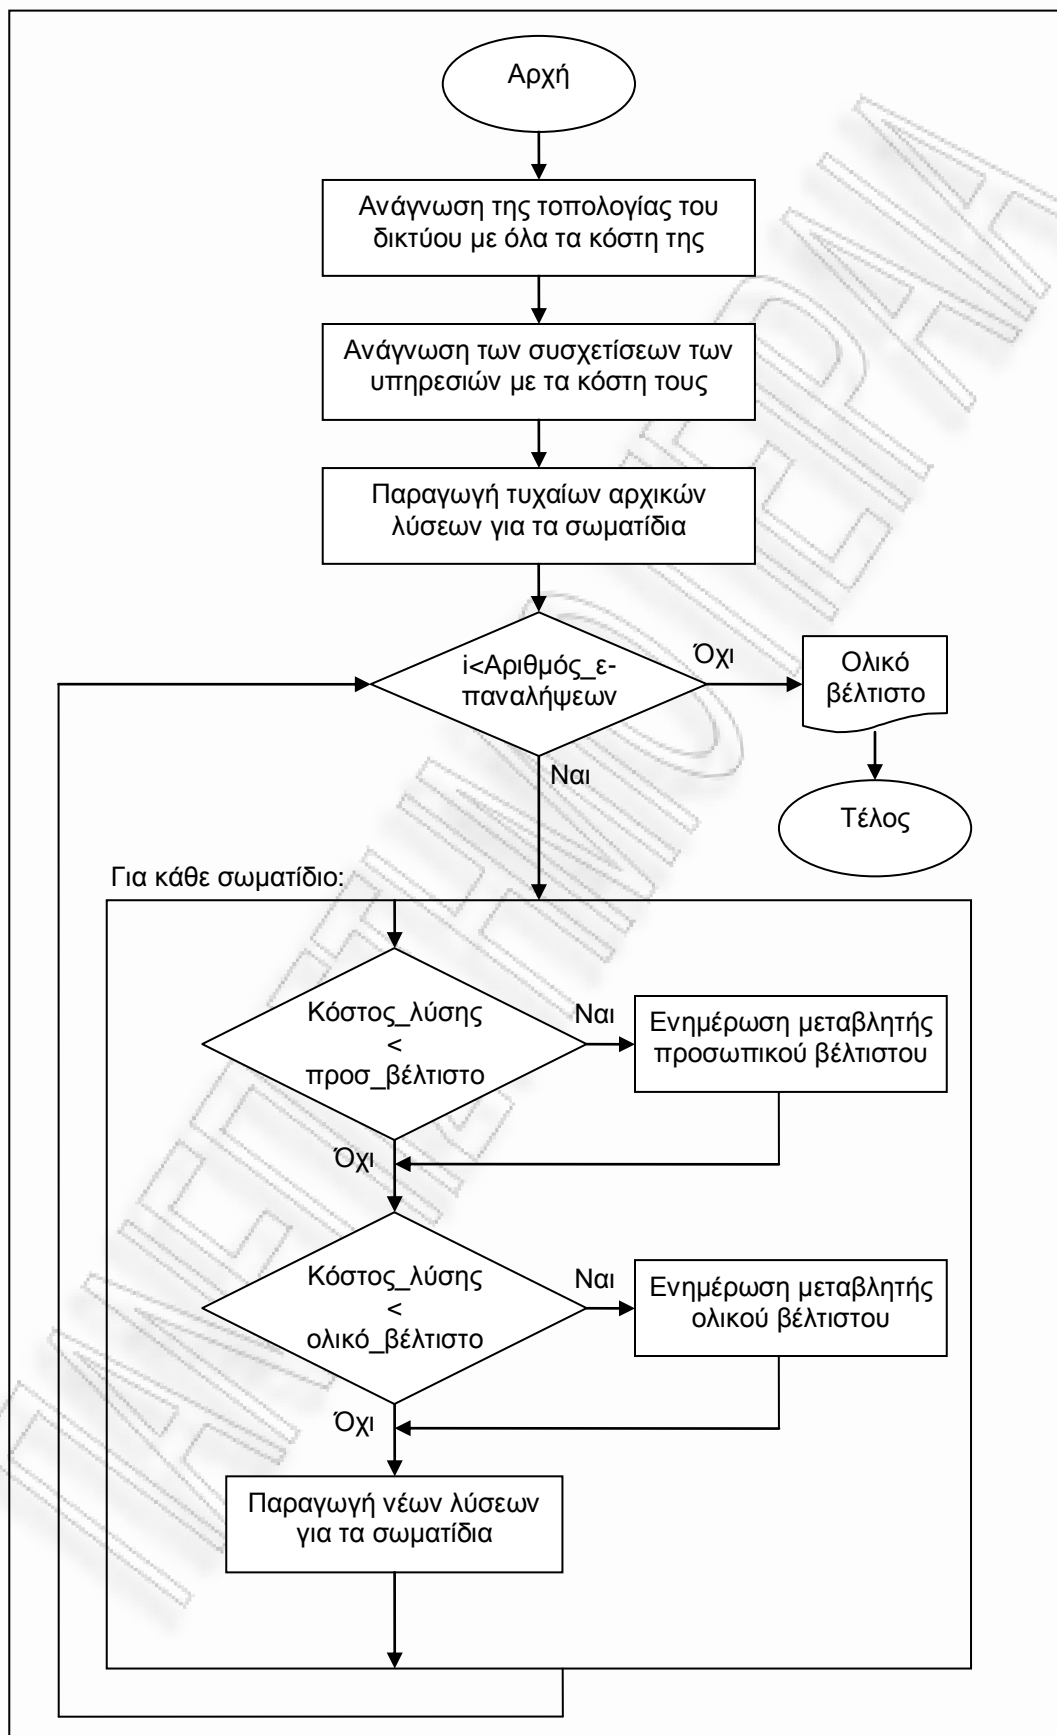 Αρχή
Ανάγνωση της τοπολογίας του
δικτύου με όλα τα κόστη της
Ανάγνωση των συσχετίσεων των
υπηρεσιών με τα κόστη τους
Παραγωγή τυχαίων αρχικών
λύσεων για τα σωματίδια
i<Αριθμός_ε-
παναλήψεων
Όχι
Ολικό
βέλτιστο
Ναι
Τέλος
Για κάθε σωματίδιο:
Κόστος_λύσης
<
προσ_βέλτιστο
Ναι
Ενημέρωση μεταβλητής
προσωπικού βέλτιστου
Όχι
Κόστος_λύσης
<
ολικό_βέλτιστο
Ναι
Ενημέρωση μεταβλητής
ολικού βέλτιστου
Όχι
Παραγωγή νέων λύσεων
για τα σωματίδια